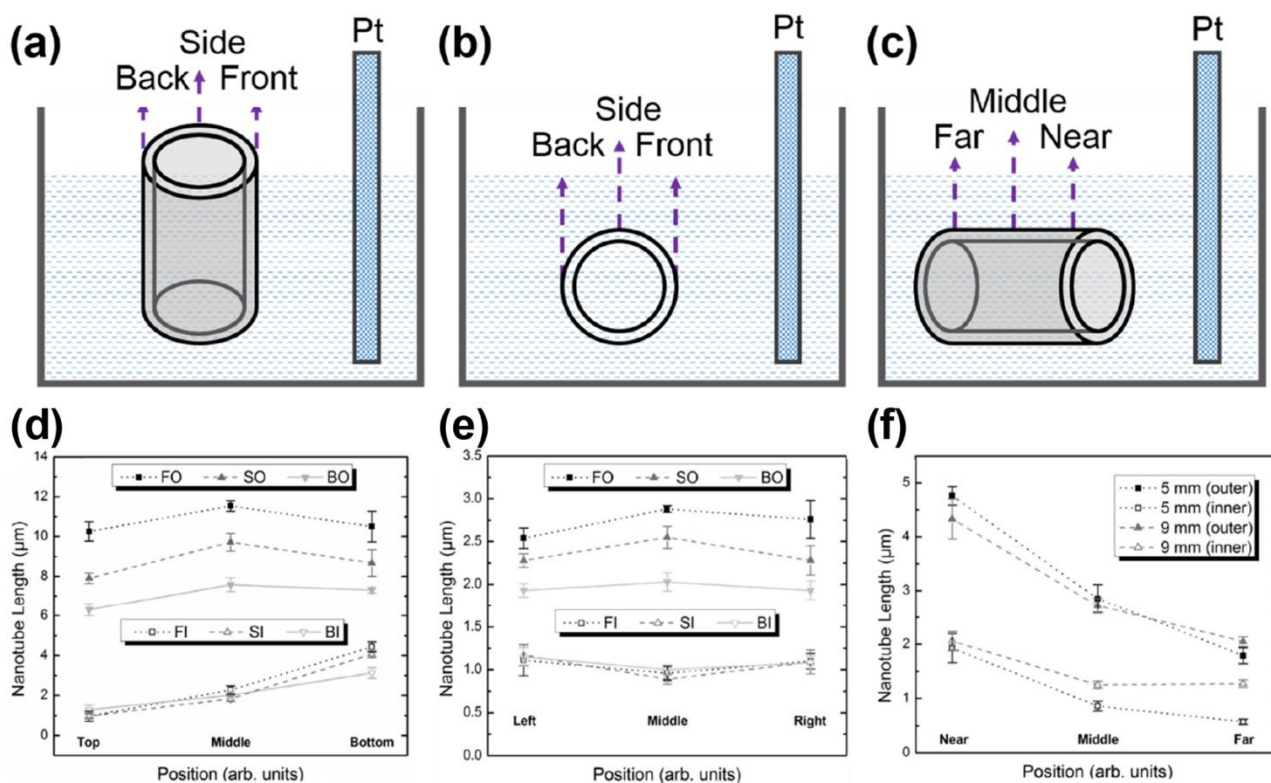 (a)
Side
Back Front
Pt
(b)
Side
Back Front
Pt
(c)
Middle
Far Near
Pt
(d)
14
12
10
8
6
4
2
0
Nanotube Length (µm)
FO SO BO
FI SI BI
Top Middle Bottom
Position (arb. units)
(e)
3.5
3.0
2.5
2.0
1.5
1.0
0.5
0.0
Nanotube Length (µm)
FO SO BO
FI SI BI
Left Middle Right
Position (arb. units)
(f)
5
4
3
2
1
0
Nanotube Length (µm)
5 mm (outer)
5 mm (inner)
9 mm (outer)
9 mm (inner)
Near Middle Far
Position (arb. units)